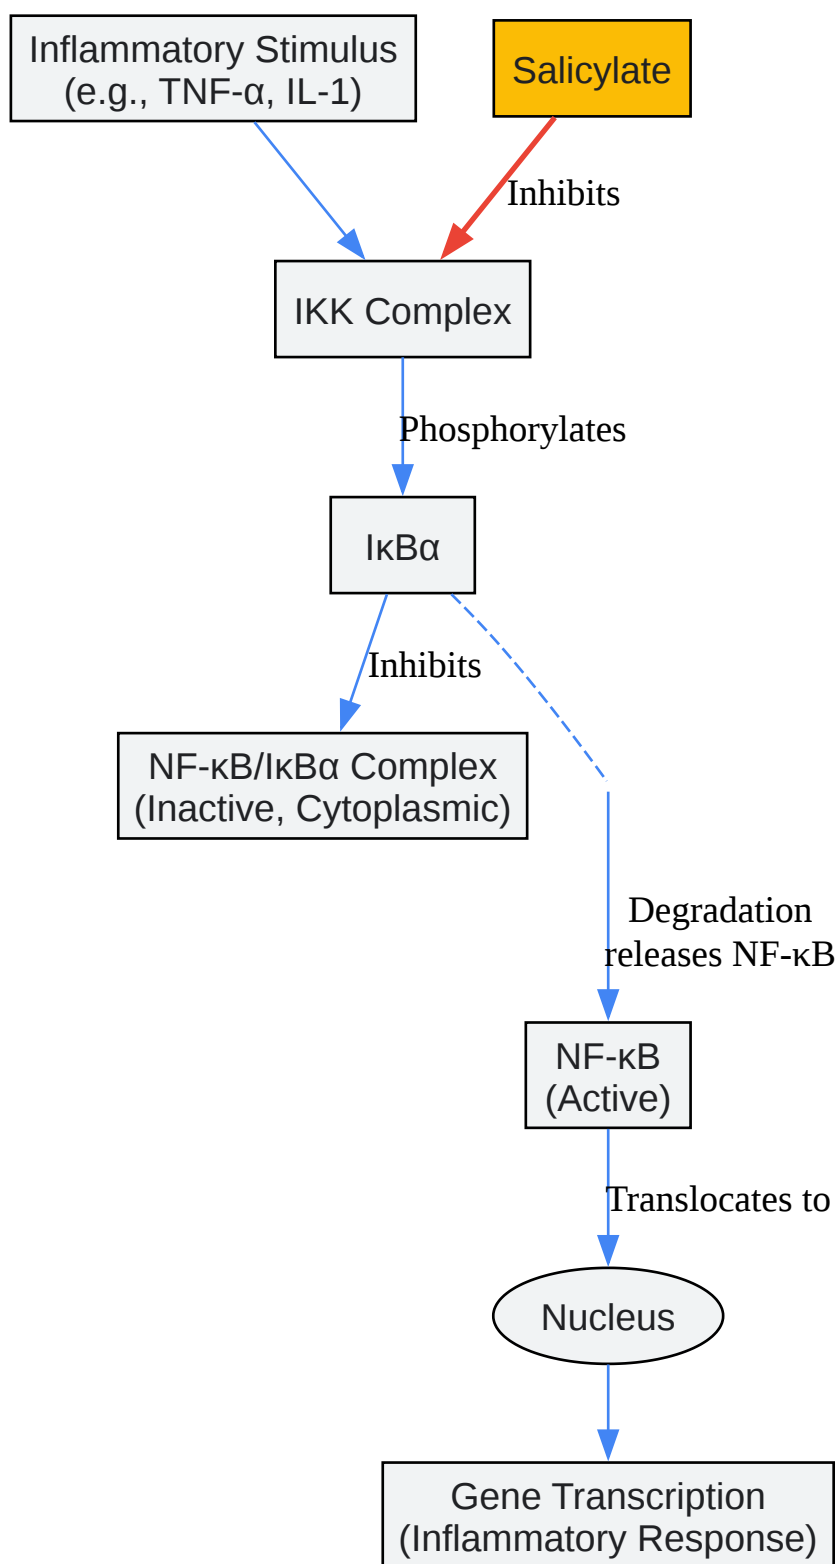 Inflammatory Stimulus
(e.g., TNF-α, IL-1)
Salicylate
Inhibits
IKK Complex
Phosphorylates
IκBα
Inhibits
NF-κB/IκBα Complex
(Inactive, Cytoplasmic)
Degradation
releases NF-κB
NF-κB
(Active)
Translocates to
Nucleus
Gene Transcription
(Inflammatory Response)